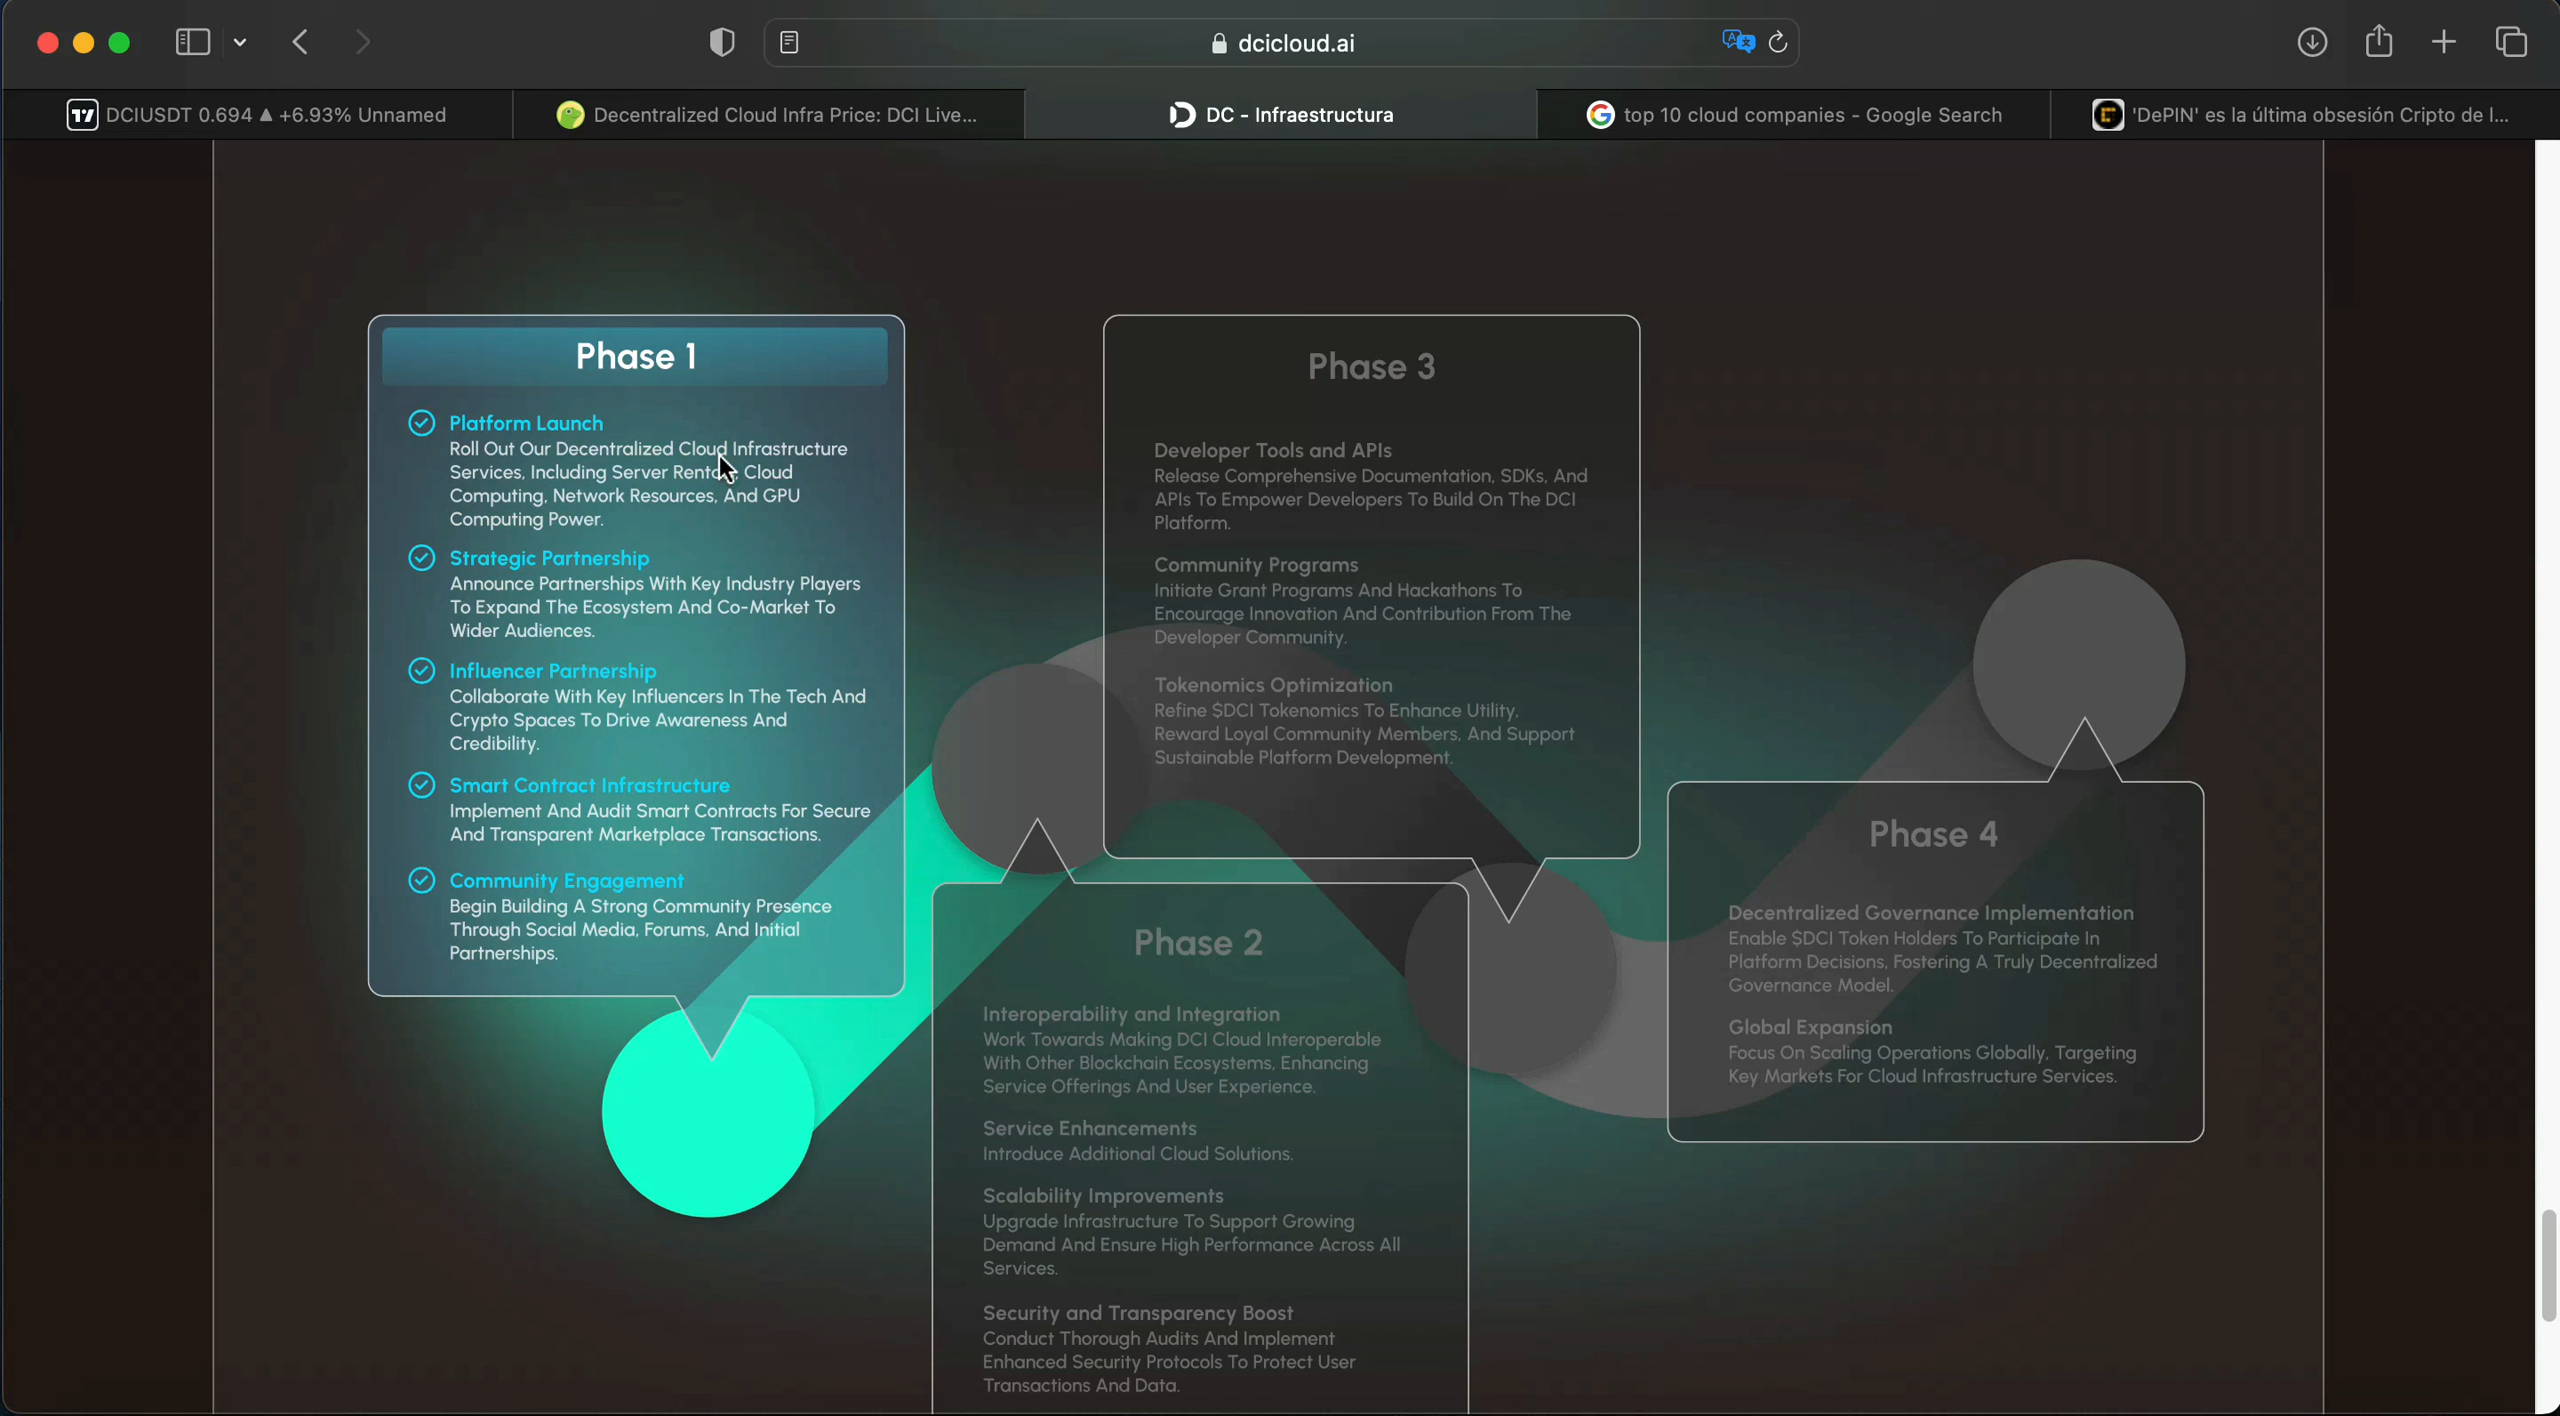 dcicloud.ai
DCIUSDT 0.694 ▲ +6.93% Unnamed
Decentralized Cloud Infra Price: DCI Live...
DC - Infraestructura
top 10 cloud companies - Google Search
'DePIN' es la última obsesión Cripto de l...
Phase 1
Platform Launch
Roll Out Our Decentralized Cloud Infrastructure
Services, Including Server Rental, Cloud
Computing, Network Resources, And GPU
Computing Power.
Strategic Partnership
Announce Partnerships With Key Industry Players
To Expand The Ecosystem And Co-Market To
Wider Audiences.
Influencer Partnership
Collaborate With Key Influencers In The Tech And
Crypto Spaces To Drive Awareness And
Credibility.
Smart Contract Infrastructure
Implement And Audit Smart Contracts For Secure
And Transparent Marketplace Transactions.
Community Engagement
Begin Building A Strong Community Presence
Through Social Media, Forums, And Initial
Partnerships.
Phase 2
Interoperability and Integration
Work Towards Making DCI Cloud Interoperable
With Other Blockchain Ecosystems, Enhancing
Service Offerings And User Experience.
Service Enhancements
Introduce Additional Cloud Solutions.
Scalability Improvements
Upgrade Infrastructure To Support Growing
Demand And Ensure High Performance Across All
Services.
Security and Transparency Boost
Conduct Thorough Audits And Implement
Enhanced Security Protocols To Protect User
Transactions And Data.
Phase 3
Developer Tools and APIs
Release Comprehensive Documentation, SDKs, And
APIs To Empower Developers To Build On The DCI
Platform.
Community Programs
Initiate Grant Programs And Hackathons To
Encourage Innovation And Contribution From The
Developer Community.
Tokenomics Optimization
Refine $DCI Tokenomics To Enhance Utility,
Reward Loyal Community Members, And Support
Sustainable Platform Development.
Phase 4
Decentralized Governance Implementation
Enable $DCI Token Holders To Participate In
Platform Decisions, Fostering A Truly Decentralized
Governance Model.
Global Expansion
Focus On Scaling Operations Globally, Targeting
Key Markets For Cloud Infrastructure Services.